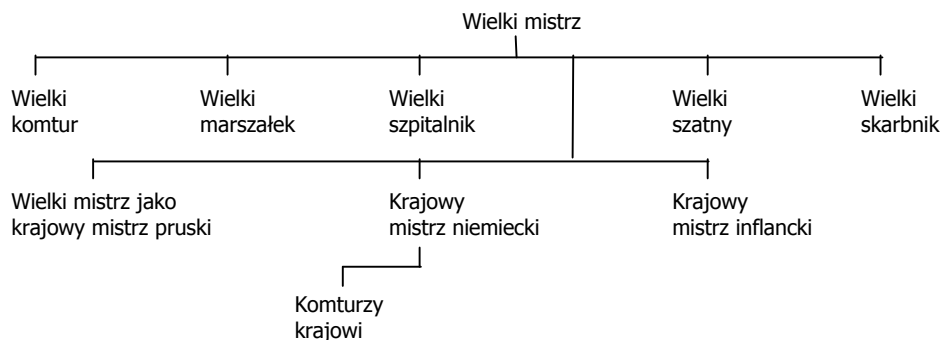 Wielki mistrz
Wielki
komtur
Wielki
marszałek
Wielki
szpitalnik
Wielki
szatny
Wielki
skarbnik
Wielki mistrz jako
krajowy mistrz pruski
Krajowy
mistrz niemiecki
Krajowy
mistrz inflancki
Komturzy
krajowi